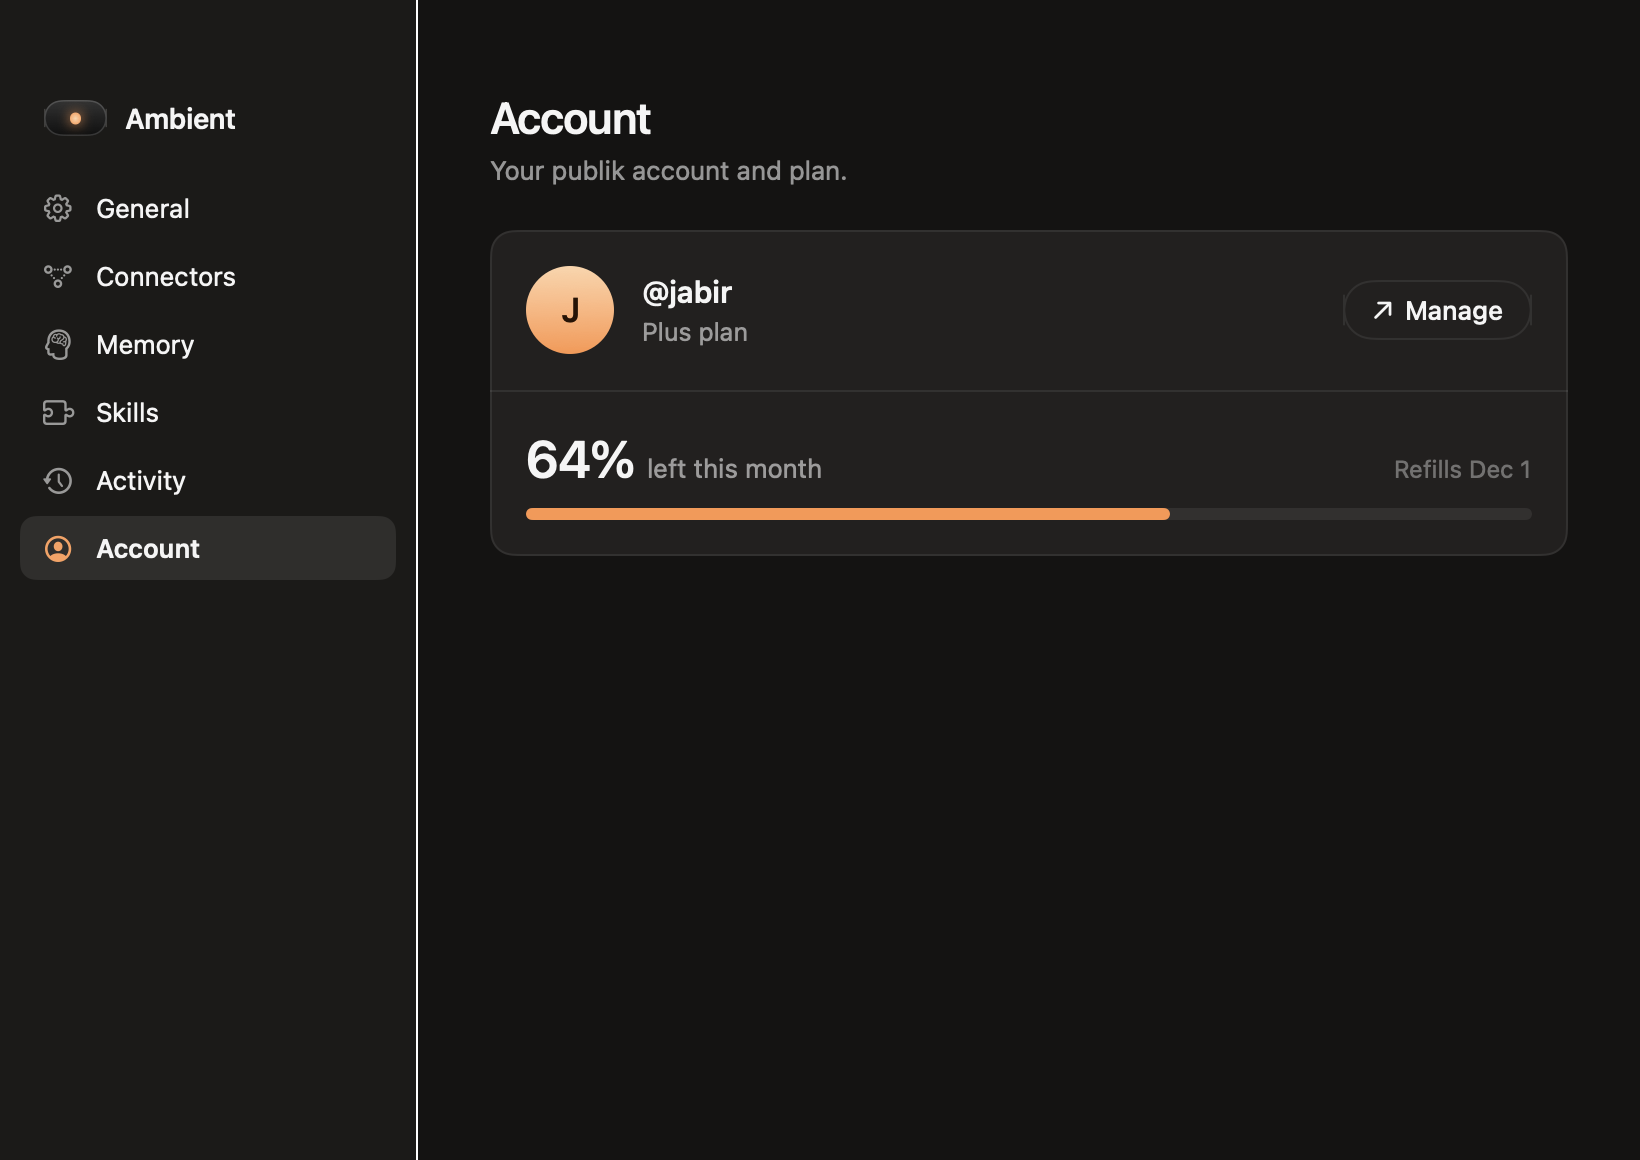 Ambient
General
Connectors
Memory
Skills
Activity
Account
Account
Your publik account and plan.
J
@jabir
Plus plan
Manage
64% left this month
Refills Dec 1